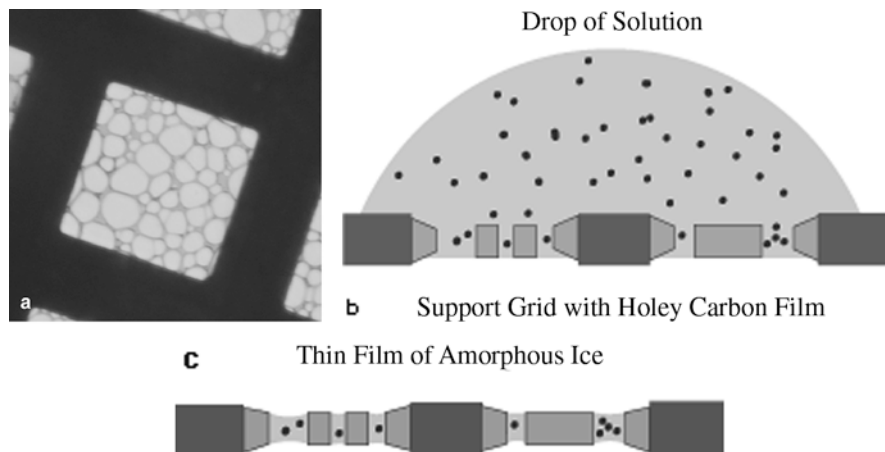 Drop of Solution
a
b
Support Grid with Holey Carbon Film
c
Thin Film of Amorphous Ice